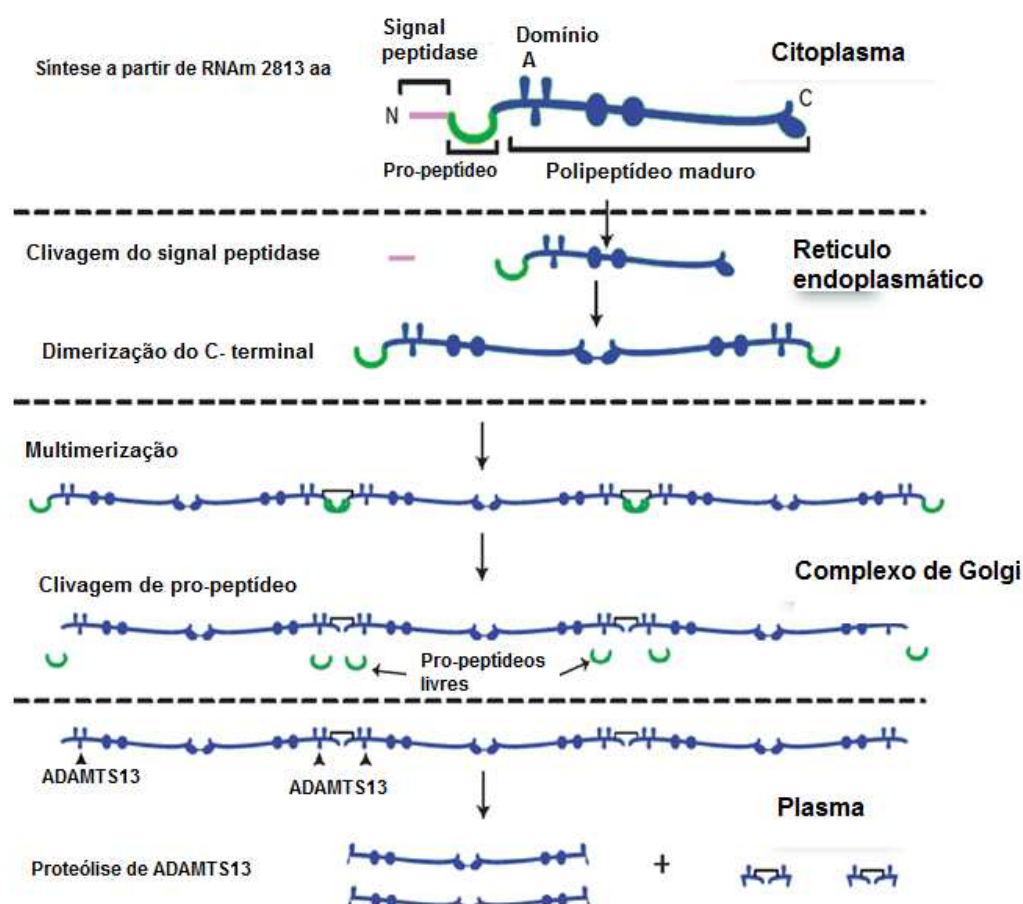 Signal
peptidase
Domínio
A
Citoplasma
Síntese a partir de RNAm 2813 aa
N
C
Pro-peptídeo
Polipeptídeo maduro
Clivagem do signal peptidase
Reticulo
endoplasmático
Dimerização do C- terminal
Multimerização
Clivagem de pro-peptídeo
Complexo de Golgi
Pro-peptídeos
livres
ADAMTS13
ADAMTS13
Plasma
Proteólise de ADAMTS13
+